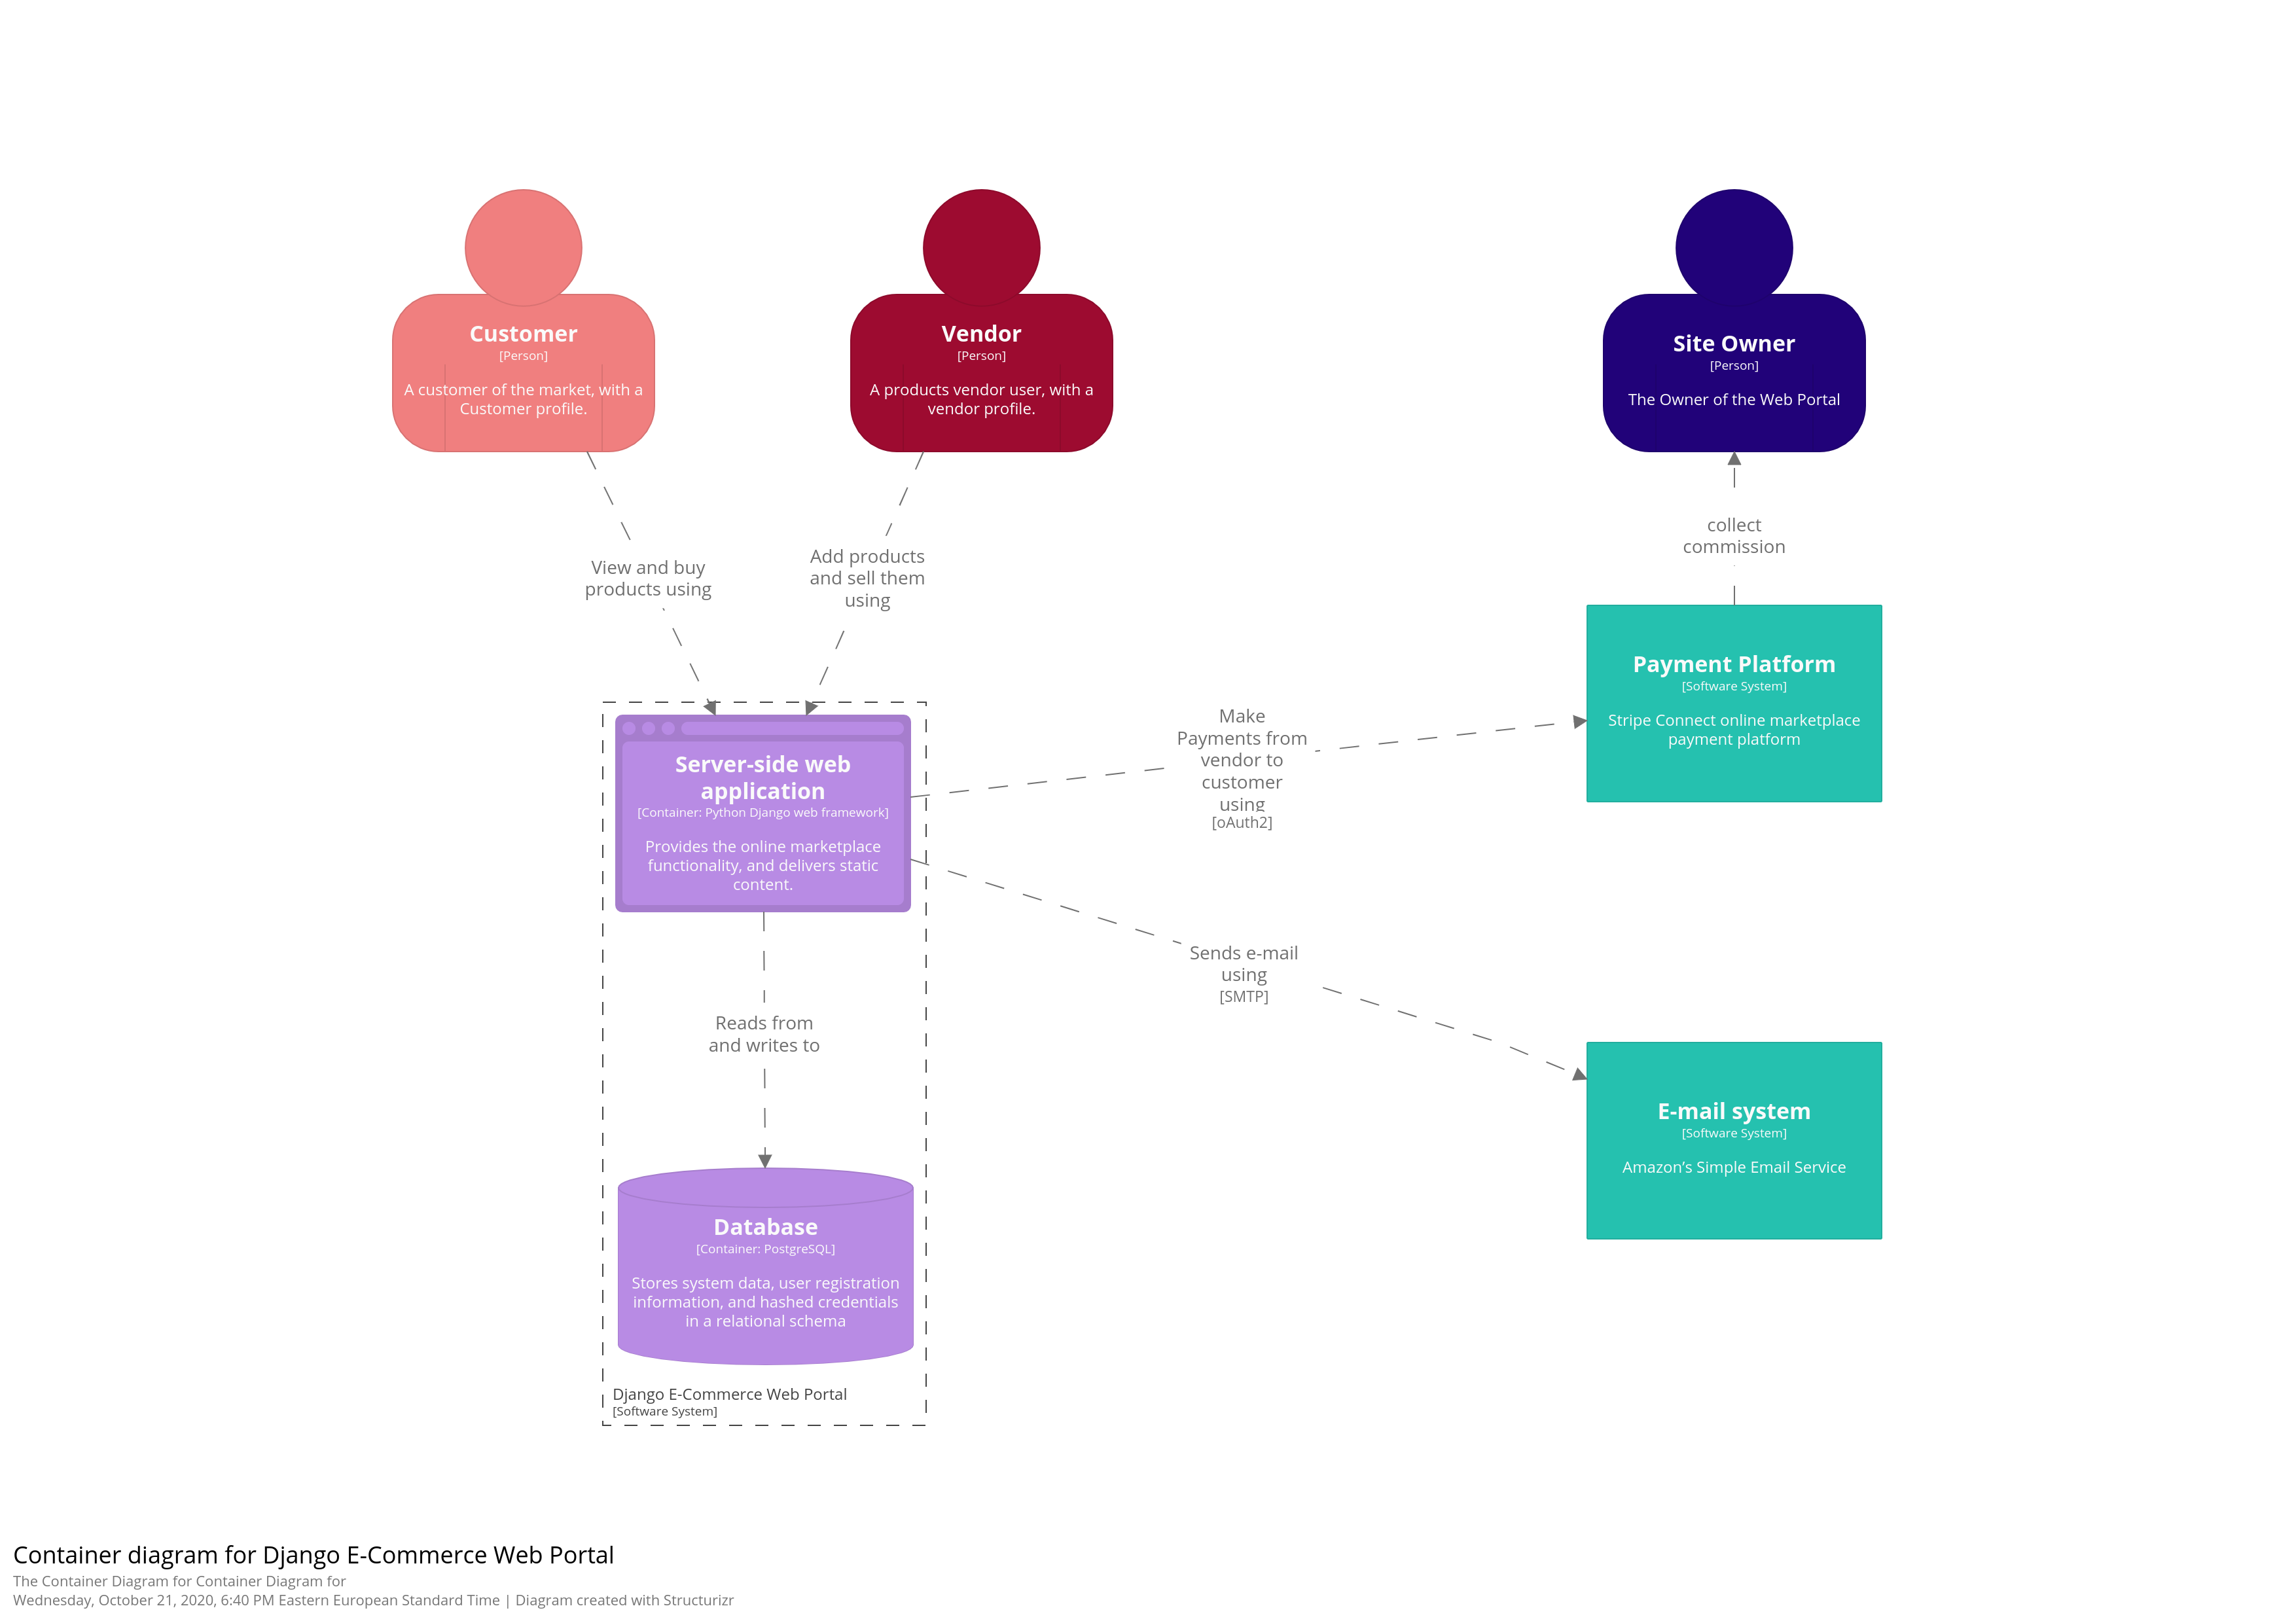 Customer
[Person]
A customer of the market, with a
Customer profile.
Vendor
[Person]
A products vendor user, with a
vendor profile.
Site Owner
[Person]
The Owner of the Web Portal
View and buy
products using
Add products
and sell them
using
collect
commission
Payment Platform
[Software System]
Stripe Connect online marketplace
payment platform
Make
Payments from
vendor to
customer
using
[oAuth2]
Server-side web
application
[Container: Python Django web framework]
Provides the online marketplace
functionality, and delivers static
content.
Sends e-mail
using
[SMTP]
Reads from
and writes to
E-mail system
[Software System]
Amazon’s Simple Email Service
Database
[Container: PostgreSQL]
Stores system data, user registration
information, and hashed credentials
in a relational schema
Django E-Commerce Web Portal
[Software System]
Container diagram for Django E-Commerce Web Portal
The Container Diagram for Container Diagram for
Wednesday, October 21, 2020, 6:40 PM Eastern European Standard Time | Diagram created with Structurizr